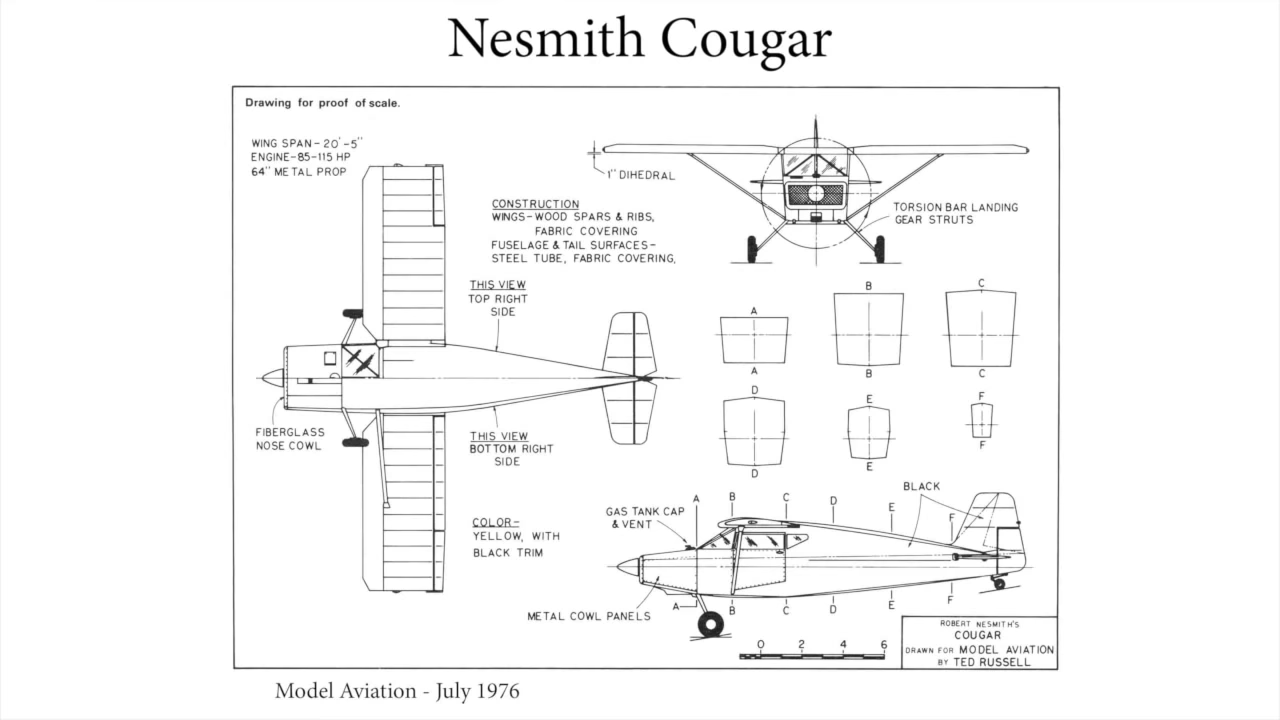 Nesmith Cougar
Drawing for proof of scale.
WING SPAN-20'-5"
ENGINE-85-115 HP
64" METAL PROP
1" DIHEDRAL
CONSTRUCTION
WINGS-WOOD SPARS & RIBS,
FABRIC COVERING
FUSELAGE & TAIL SURFACES-
STEEL TUBE, FABRIC COVERING,
TORSION BAR LANDING
GEAR STRUTS
THIS VIEW
TOP RIGHT
SIDE
A
B
C
A
B
C
D
E
F
D
E
F
FIBERGLASS
NOSE COWL
THIS VIEW
BOTTOM RIGHT
SIDE
COLOR-
YELLOW, WITH
BLACK TRIM
GAS TANK CAP
& VENT
BLACK
A
B
C
D
E
F
METAL COWL PANELS
A
B
C
D
E
F
0 2 4 6
ROBERT NESMITH'S
COUGAR
DRAWN FOR MODEL AVIATION
BY TED RUSSELL
Model Aviation - July 1976